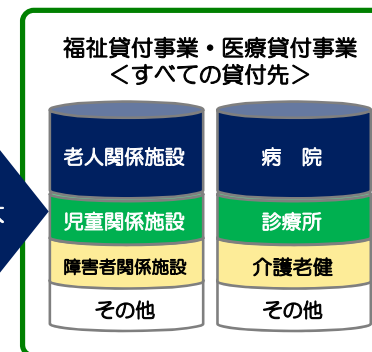 福祉貸付事業・医療貸付事業
＜すべての貸付先＞
老人関係施設
児童関係施設
障害者関係施設
その他
病　院
診療所
介護老健
その他